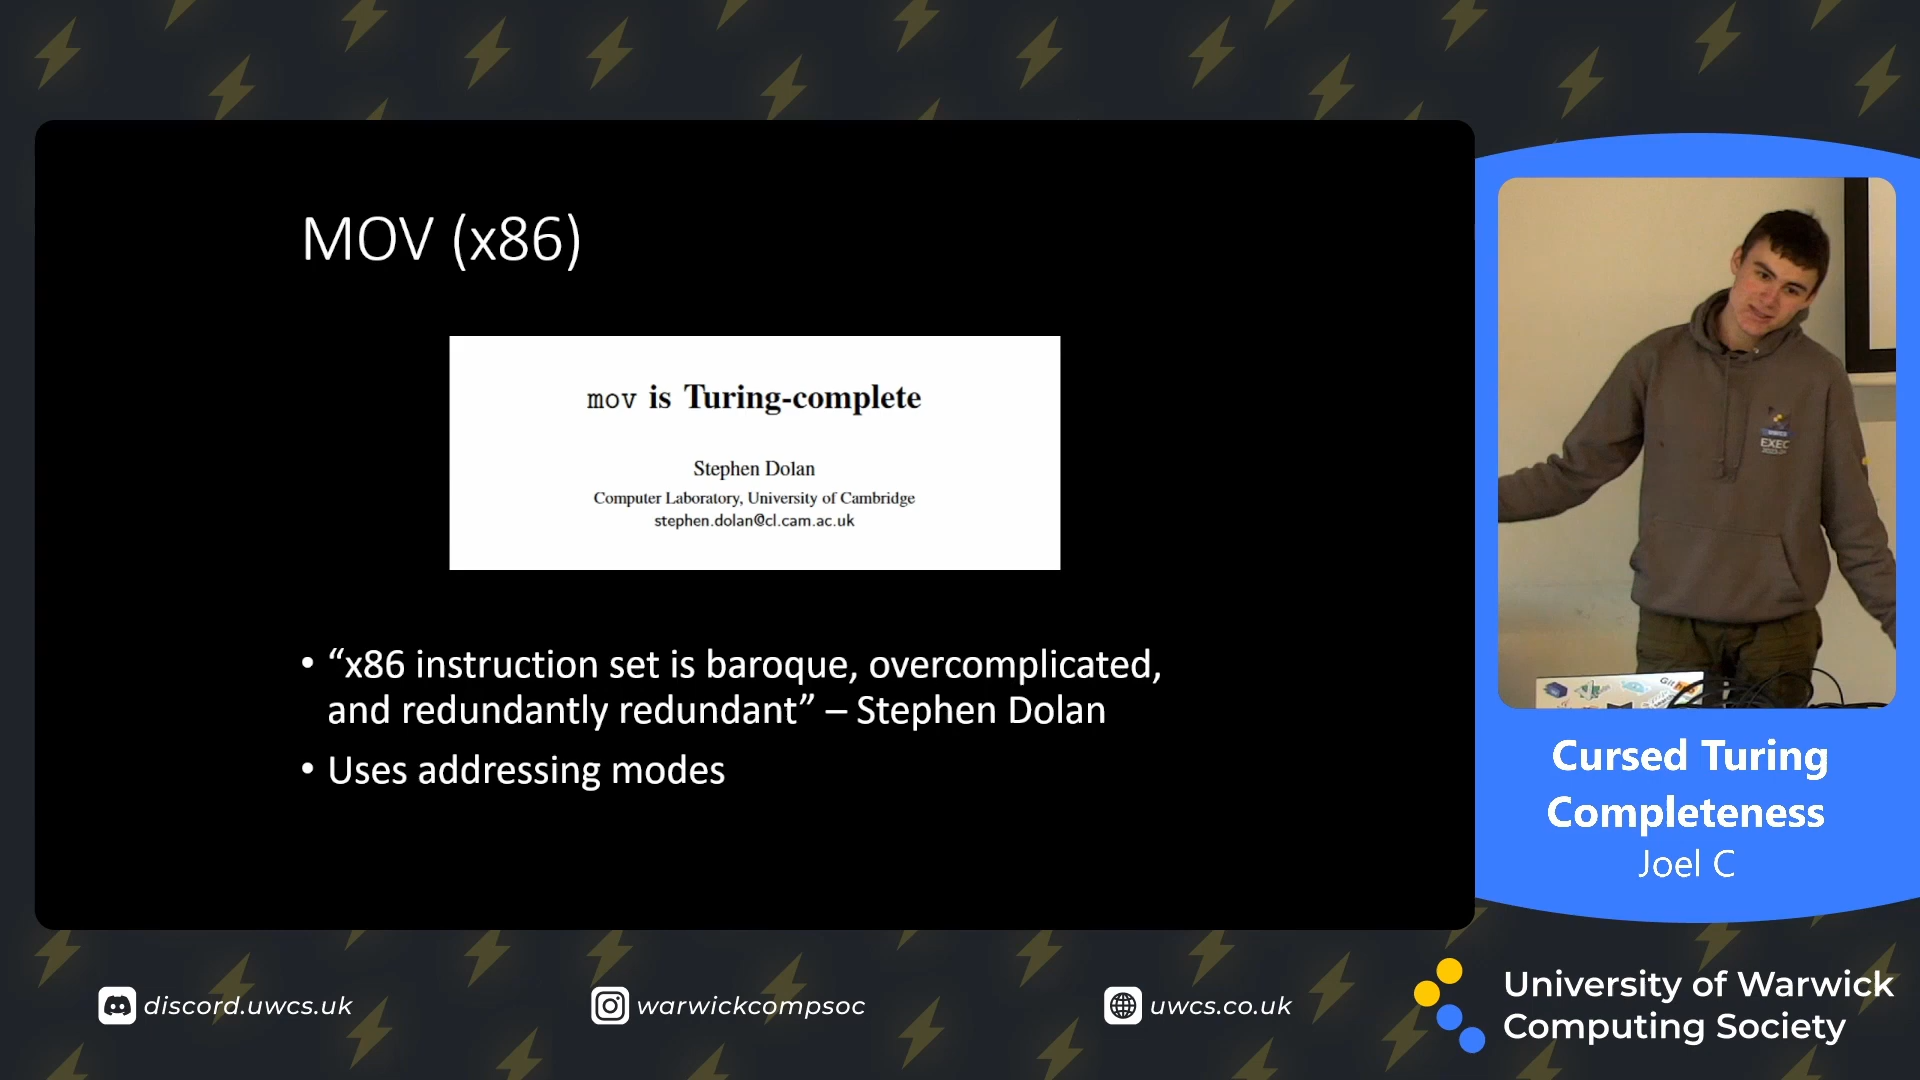 MOV (x86)
mov is Turing-complete
Stephen Dolan
Computer Laboratory, University of Cambridge
stephen.dolan@cl.cam.ac.uk
• “x86 instruction set is baroque, overcomplicated,
and redundantly redundant” – Stephen Dolan
• Uses addressing modes
EXEC
Cursed Turing
Completeness
Joel C
discord.uwcs.uk
warwickcompsoc
uwcs.co.uk
University of Warwick
Computing Society